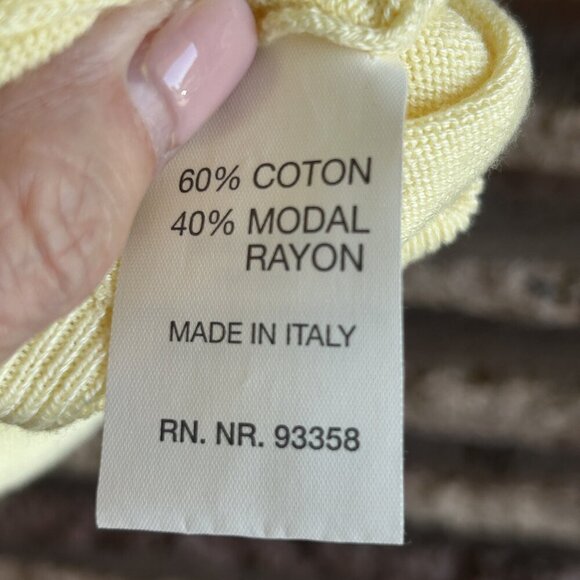 60% COTON
40% MODAL
RAYON
MADE IN ITALY
RN. NR. 93358